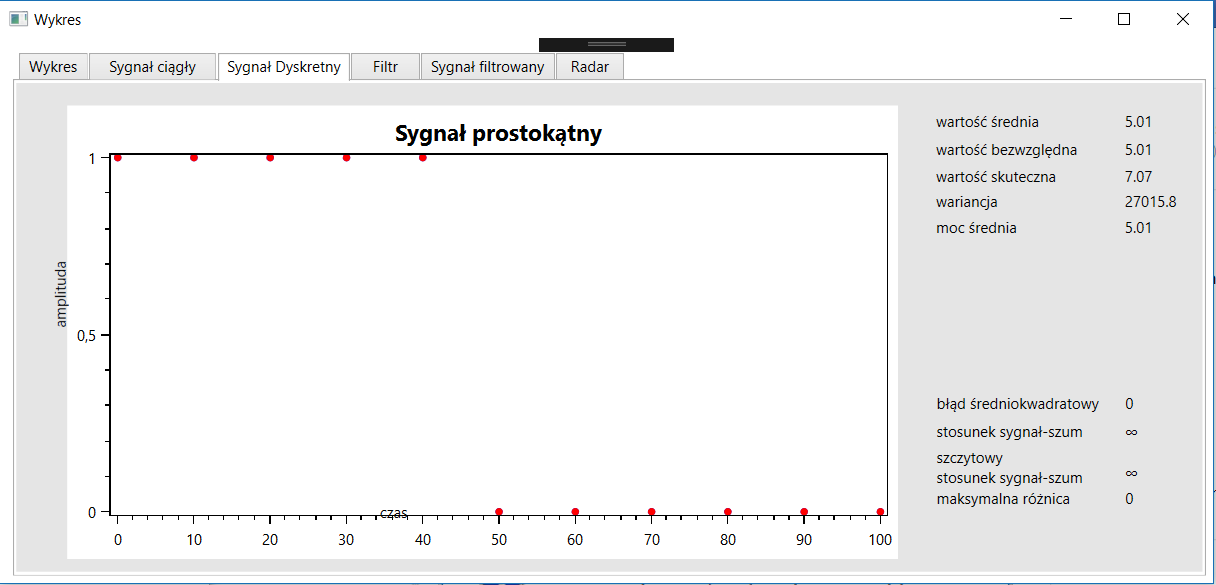 Wykres
Wykres Sygnał ciągły Sygnał Dyskretny Filtr Sygnał filtrowany Radar
Sygnał prostokątny
amplituda
1
0,5
0
czas
0 10 20 30 40 50 60 70 80 90 100
wartość średnia 5.01
wartość bezwzględna 5.01
wartość skuteczna 7.07
wariancja 27015.8
moc średnia 5.01
błąd średniokwadratowy 0
stosunek sygnał-szum ∞
szczytowy
stosunek sygnał-szum ∞
maksymalna różnica 0